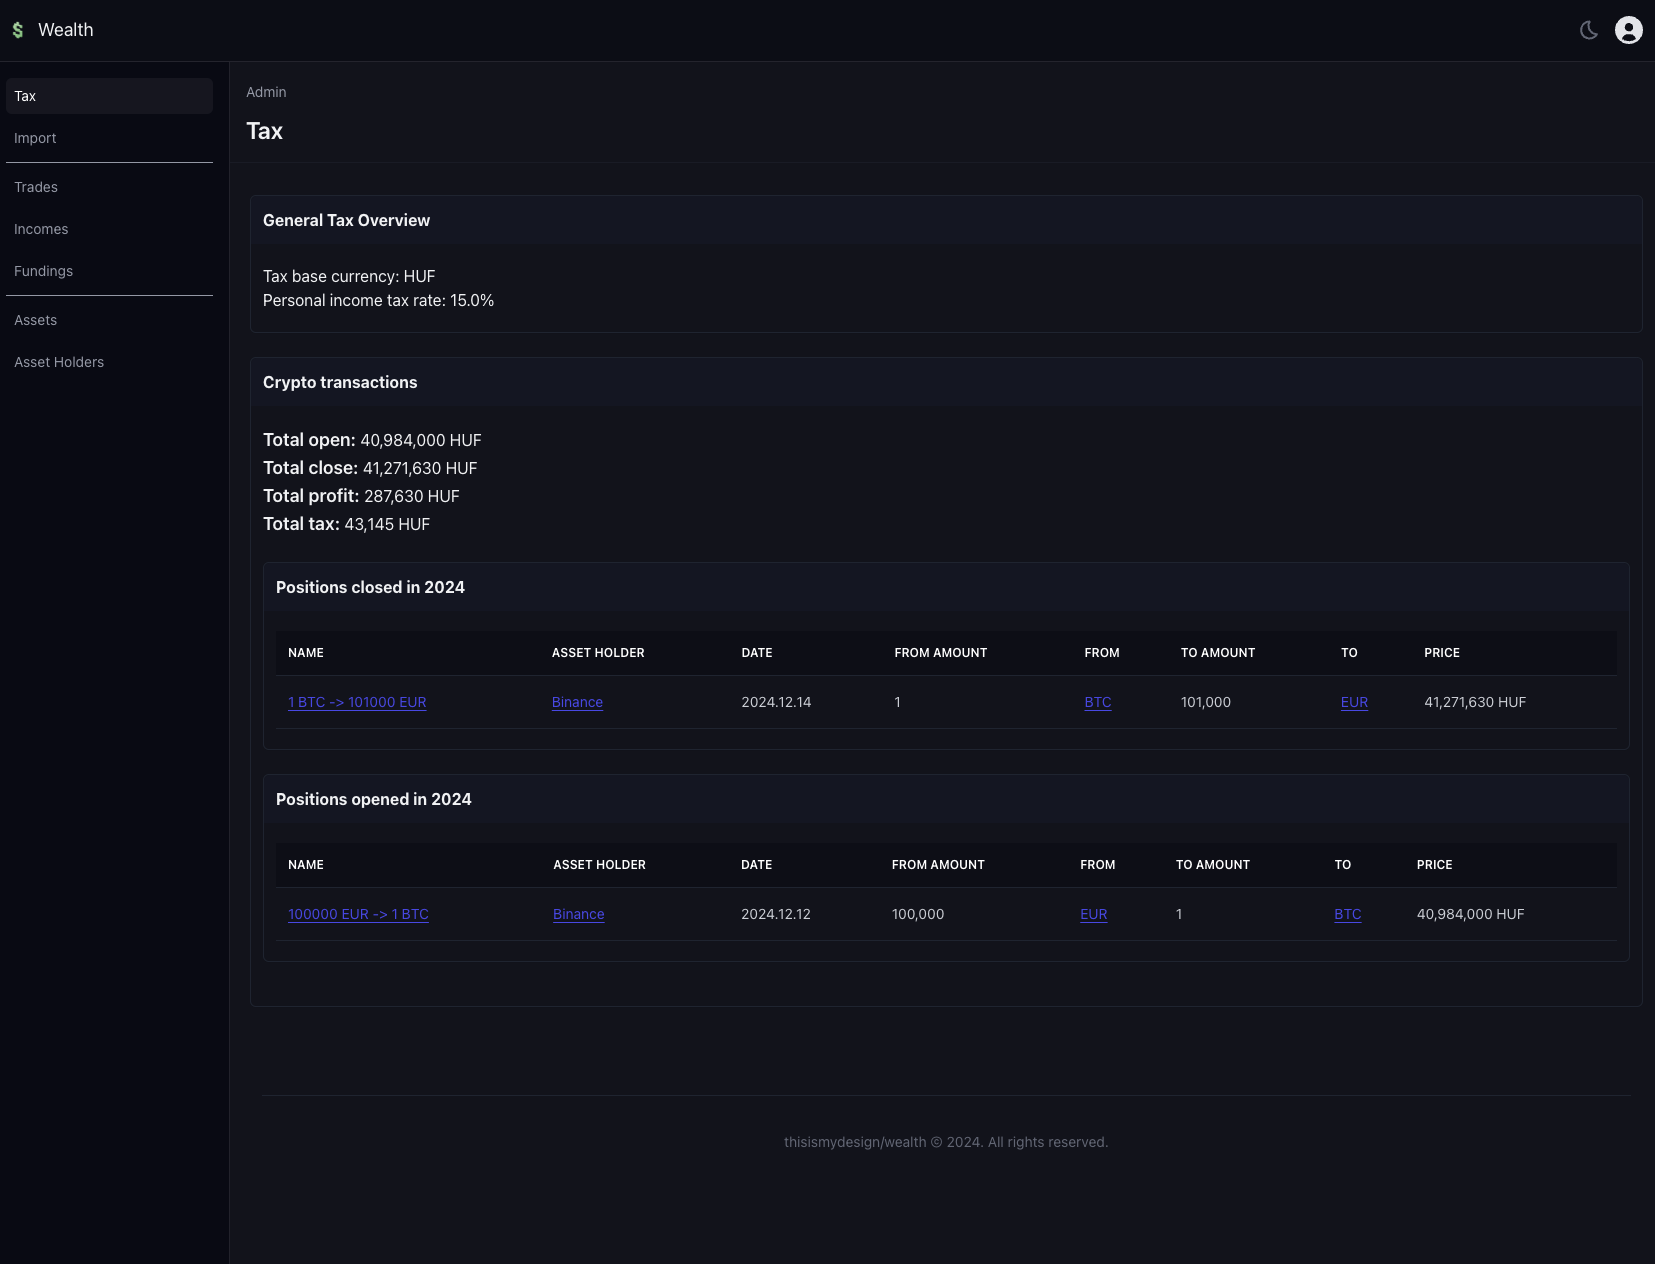 Wealth
Tax
Import
Trades
Incomes
Fundings
Assets
Asset Holders
Admin
Tax
General Tax Overview
Tax base currency: HUF
Personal income tax rate: 15.0%
Crypto transactions
Total open: 40,984,000 HUF
Total close: 41,271,630 HUF
Total profit: 287,630 HUF
Total tax: 43,145 HUF
Positions closed in 2024
NAME ASSET HOLDER DATE FROM AMOUNT FROM TO AMOUNT TO PRICE
1 BTC -> 101000 EUR Binance 2024.12.14 1 BTC 101,000 EUR 41,271,630 HUF
Positions opened in 2024
NAME ASSET HOLDER DATE FROM AMOUNT FROM TO AMOUNT TO PRICE
100000 EUR -> 1 BTC Binance 2024.12.12 100,000 EUR 1 BTC 40,984,000 HUF
thisismydesign/wealth © 2024. All rights reserved.